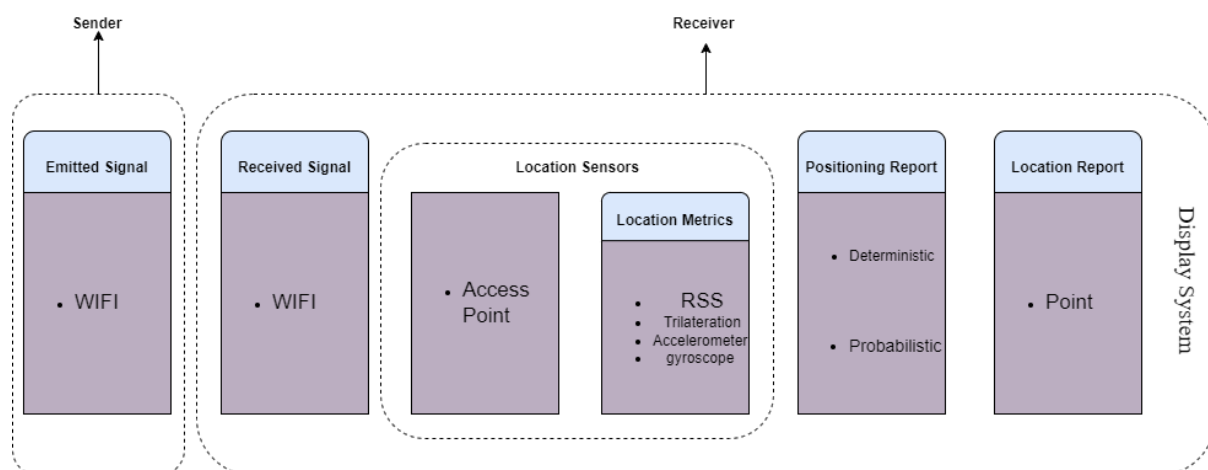 Sender
Receiver
Emitted Signal
WIFI
Received Signal
WIFI
Location Sensors
Access
Point
Location Metrics
RSS
Trilateration
Accelerometer
gyroscope
Positioning Report
Deterministic
Probabilistic
Location Report
Point
Display System